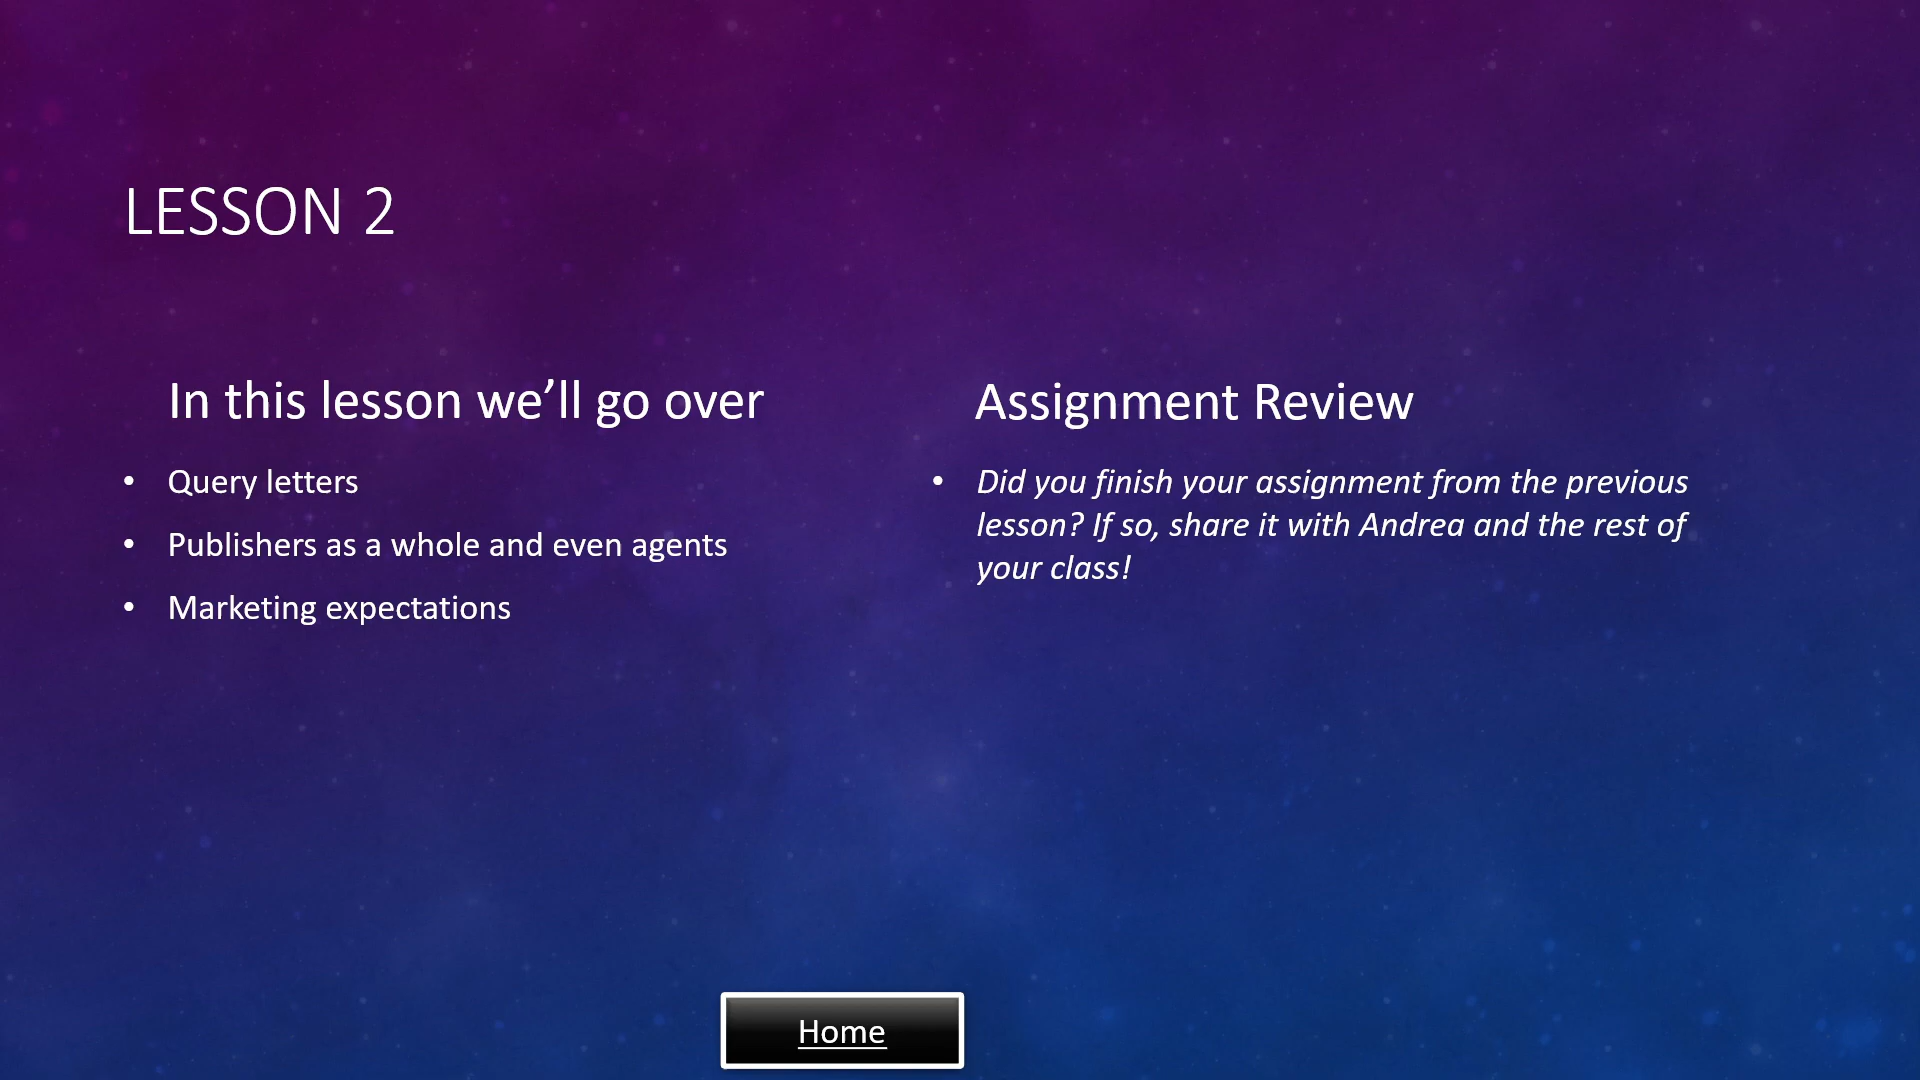 LESSON 2
In this lesson we’ll go over
• Query letters
• Publishers as a whole and even agents
• Marketing expectations
Assignment Review
• Did you finish your assignment from the previous
lesson? If so, share it with Andrea and the rest of
your class!
Home